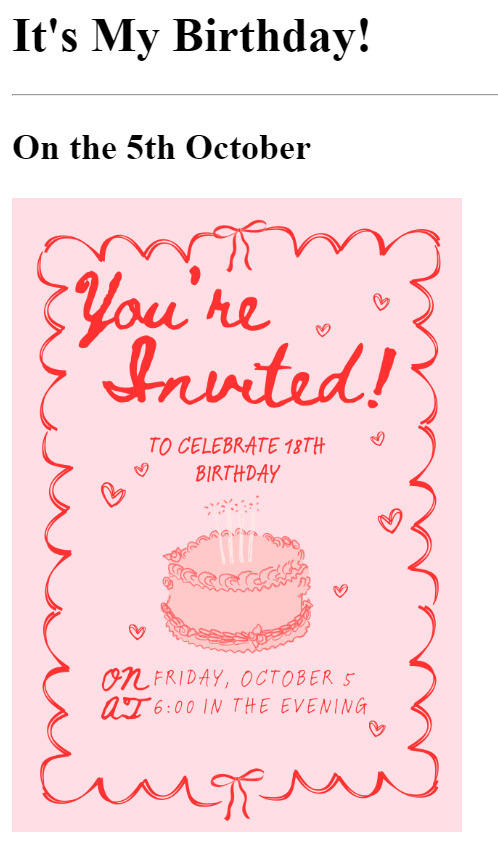 It's My Birthday!
On the 5th October
You're
Invited!
TO CELEBRATE 18TH
BIRTHDAY
ON FRIDAY, OCTOBER 5
AT 6:00 IN THE EVENING